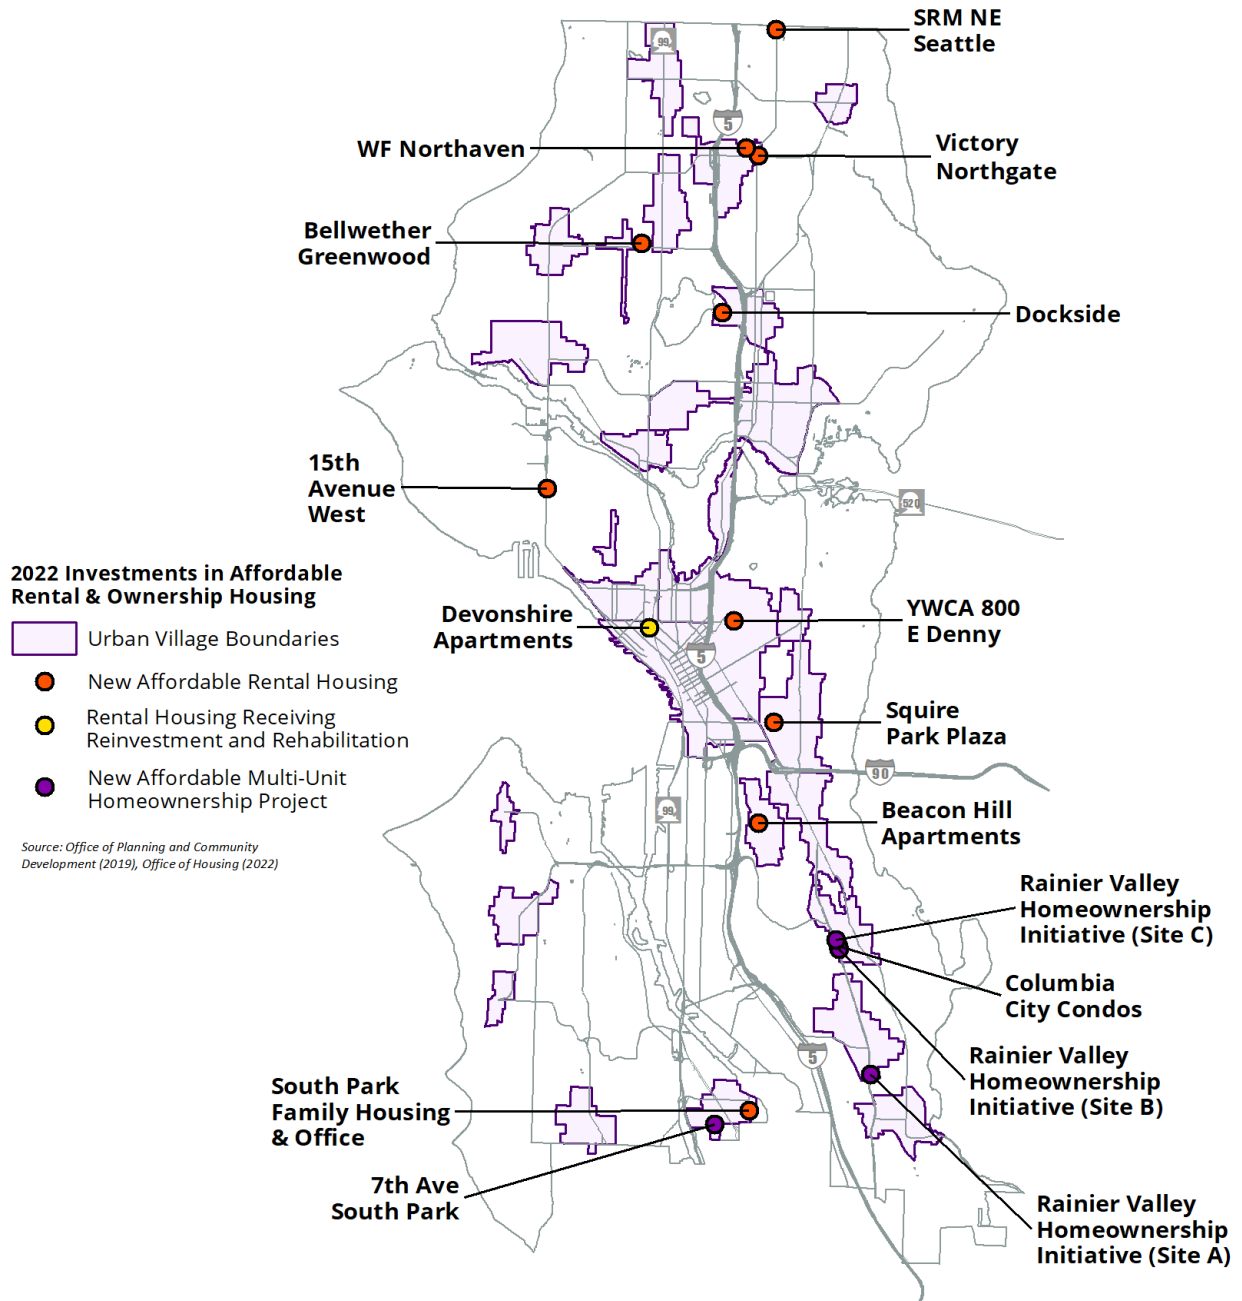 SRM NE
Seattle
99
5
WF Northaven
Victory
Northgate
Bellwether
Greenwood
Dockside
15th
Avenue
West
520
2022 Investments in Affordable
Rental & Ownership Housing
Urban Village Boundaries
New Affordable Rental Housing
Rental Housing Receiving
Reinvestment and Rehabilitation
New Affordable Multi-Unit
Homeownership Project
Source: Office of Planning and Community
Development (2019), Office of Housing (2022)
Devonshire
Apartments
YWCA 800
E Denny
5
Squire
Park Plaza
90
99
Beacon Hill
Apartments
Rainier Valley
Homeownership
Initiative (Site C)
Columbia
City Condos
Rainier Valley
Homeownership
Initiative (Site B)
5
South Park
Family Housing
& Office
7th Ave
South Park
Rainier Valley
Homeownership
Initiative (Site A)